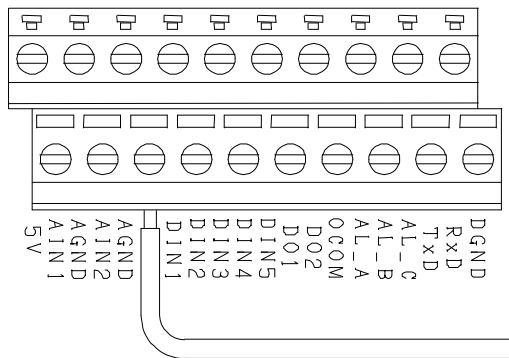 5V
AIN1
AGND
AIN2
AGND
DIN1
DIN2
DIN3
DIN4
DIN5
DO1
DO2
OCOM
AL_A
AL_B
AL_C
TxD
RxD
DGND